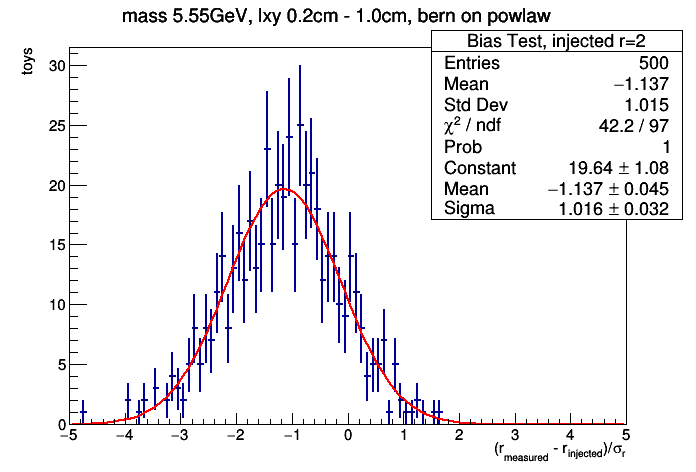 mass 5.55GeV, lxy 0.2cm - 1.0cm, bern on powlaw
Bias Test, injected r=2
Entries 500
Mean −1.137
Std Dev 1.015
χ² / ndf 42.2 / 97
Prob 1
Constant 19.64 ± 1.08
Mean −1.137 ± 0.045
Sigma 1.016 ± 0.032
toys
30
25
20
15
10
5
0
−5 −4 −3 −2 −1 0 1 2 3 4 5
(r_measured - r_injected)/σ_r